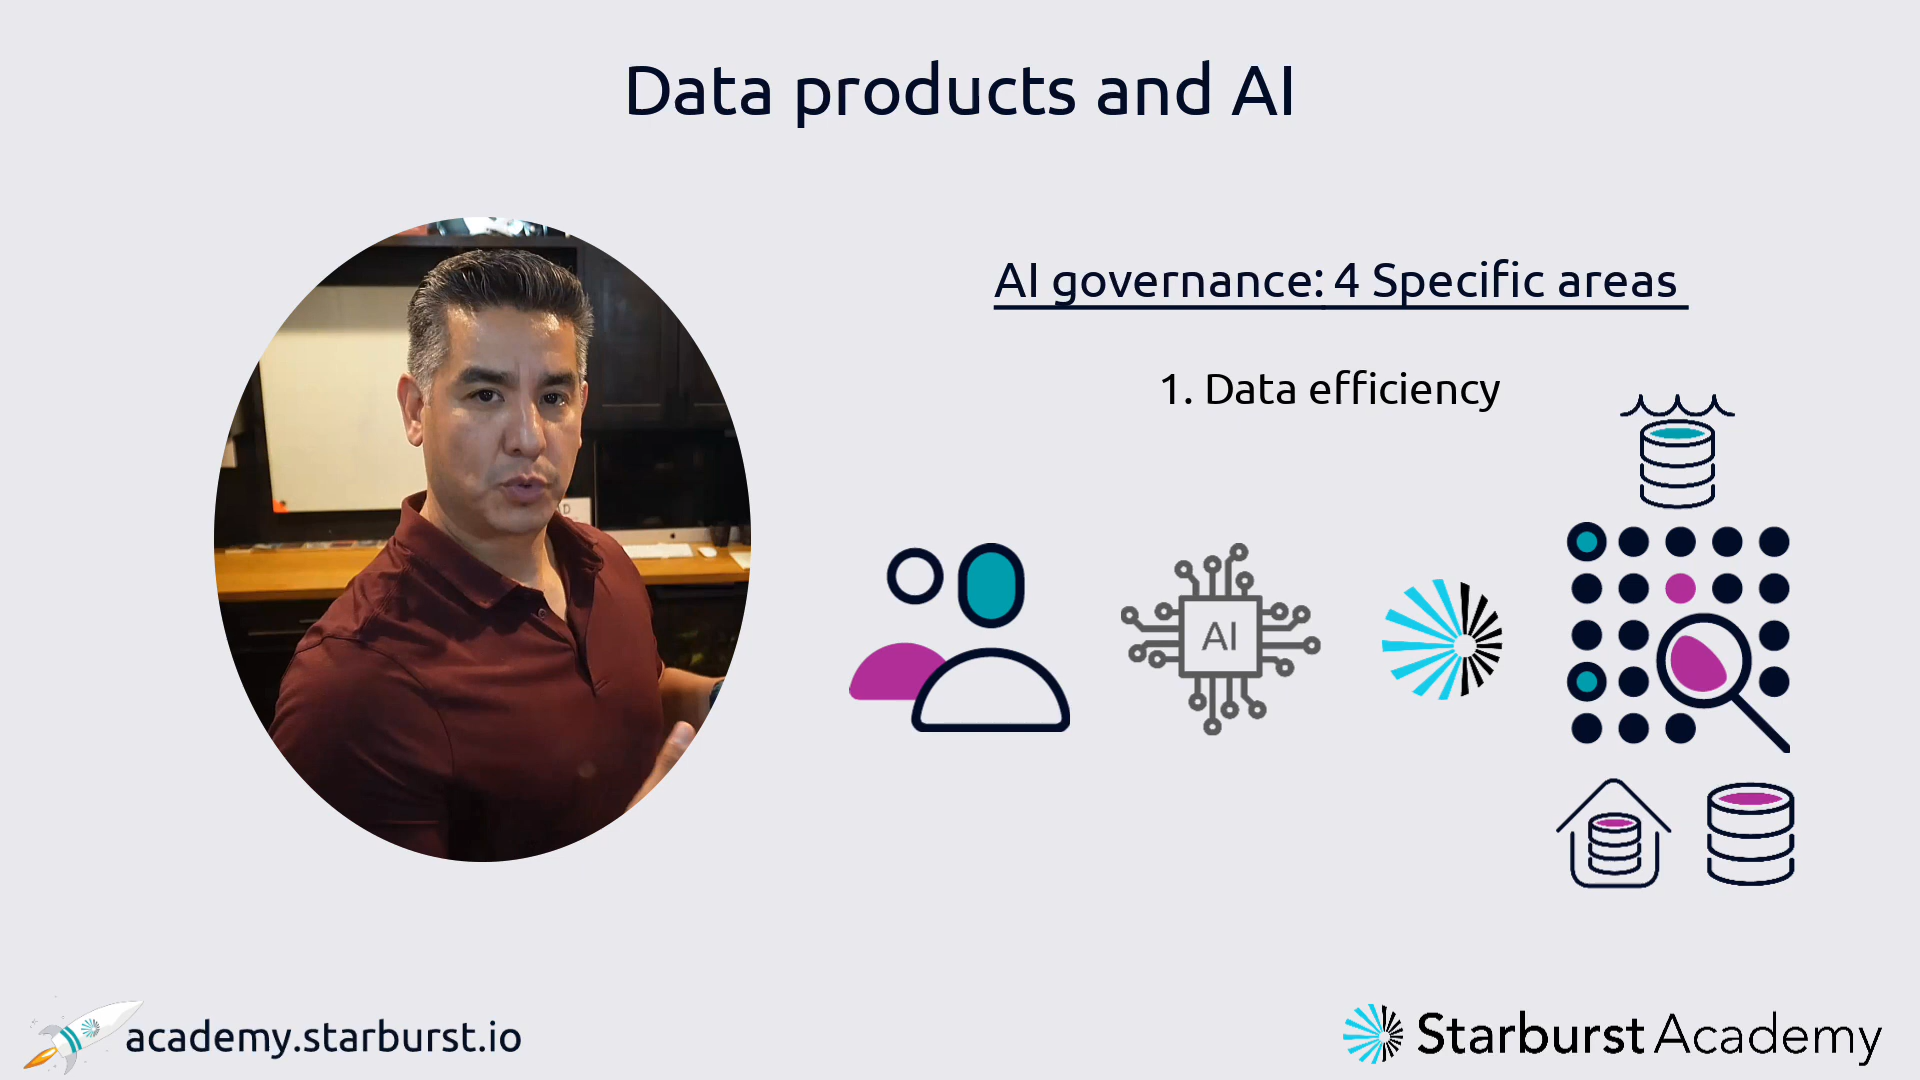 Data products and AI
AI governance: 4 Specific areas
1. Data efficiency
AI
D
academy.starburst.io
Starburst Academy